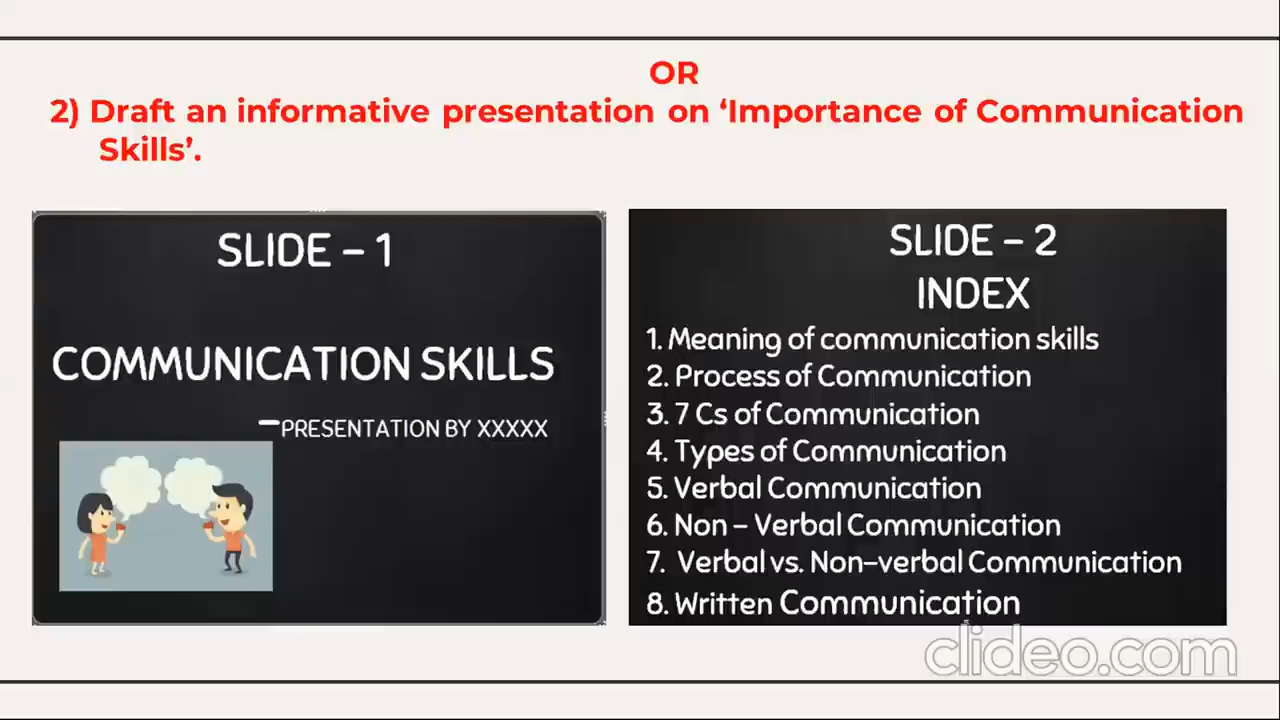 OR
2) Draft an informative presentation on ‘Importance of Communication
Skills’.
SLIDE – 1
COMMUNICATION SKILLS
–PRESENTATION BY XXXXX
SLIDE – 2
INDEX
1. Meaning of communication skills
2. Process of Communication
3. 7 Cs of Communication
4. Types of Communication
5. Verbal Communication
6. Non – Verbal Communication
7. Verbal vs. Non-verbal Communication
8. Written Communication
clideo.com